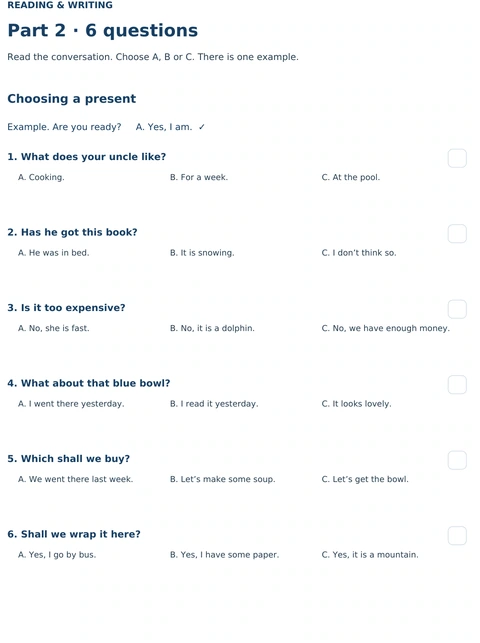 READING & WRITING
Part 2 · 6 questions
Read the conversation. Choose A, B or C. There is one example.
Choosing a present
Example. Are you ready? A. Yes, I am. ✓
1. What does your uncle like?
A. Cooking. B. For a week. C. At the pool.
2. Has he got this book?
A. He was in bed. B. It is snowing. C. I don’t think so.
3. Is it too expensive?
A. No, she is fast. B. No, it is a dolphin. C. No, we have enough money.
4. What about that blue bowl?
A. I went there yesterday. B. I read it yesterday. C. It looks lovely.
5. Which shall we buy?
A. We went there last week. B. Let’s make some soup. C. Let’s get the bowl.
6. Shall we wrap it here?
A. Yes, I go by bus. B. Yes, I have some paper. C. Yes, it is a mountain.